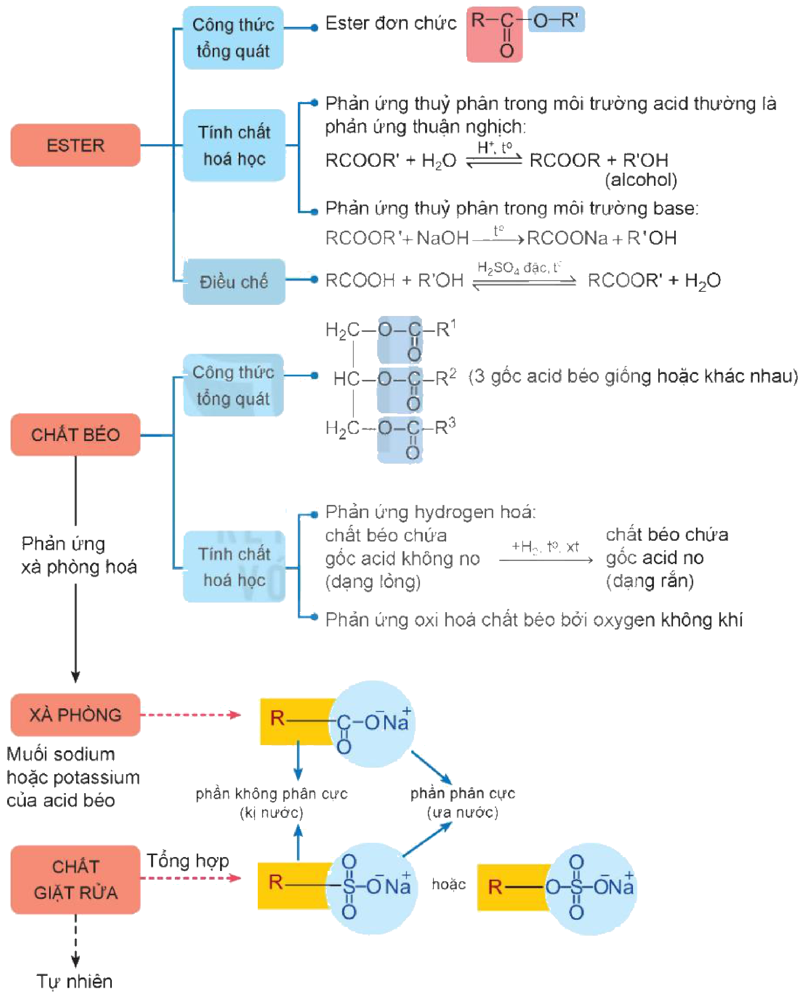 Công thức
tổng quát
Ester đơn chức
R–C–O–R'
O
ESTER
Tính chất
hoá học
Phản ứng thuỷ phân trong môi trường acid thường là
phản ứng thuận nghịch:
H⁺, tº
RCOOR' + H₂O ⇌ RCOOR + R'OH
(alcohol)
Phản ứng thuỷ phân trong môi trường base:
tº
RCOOR'+ NaOH → RCOONa + R'OH
Điều chế
H₂SO₄ đặc, tº
RCOOH + R'OH ⇌ RCOOR' + H₂O
CHẤT BÉO
Công thức
tổng quát
H₂C–O–C–R¹
O
HC–O–C–R² (3 gốc acid béo giống hoặc khác nhau)
O
H₂C–O–C–R³
O
Tính chất
hoá học
Phản ứng hydrogen hoá:
chất béo chứa
gốc acid không no
(dạng lỏng)
+H₂, tº, xt
chất béo chứa
gốc acid no
(dạng rắn)
Phản ứng oxi hoá chất béo bởi oxygen không khí
Phản ứng
xà phòng hoá
XÀ PHÒNG
R–C–O⁻Na⁺
O
Muối sodium
hoặc potassium
của acid béo
phần không phân cực
(kị nước)
phần phân cực
(ưa nước)
CHẤT
GIẶT RỬA
Tổng hợp
O
R–S–O⁻Na⁺
O
hoặc
O
R–O–S–O⁻Na⁺
O
Tự nhiên